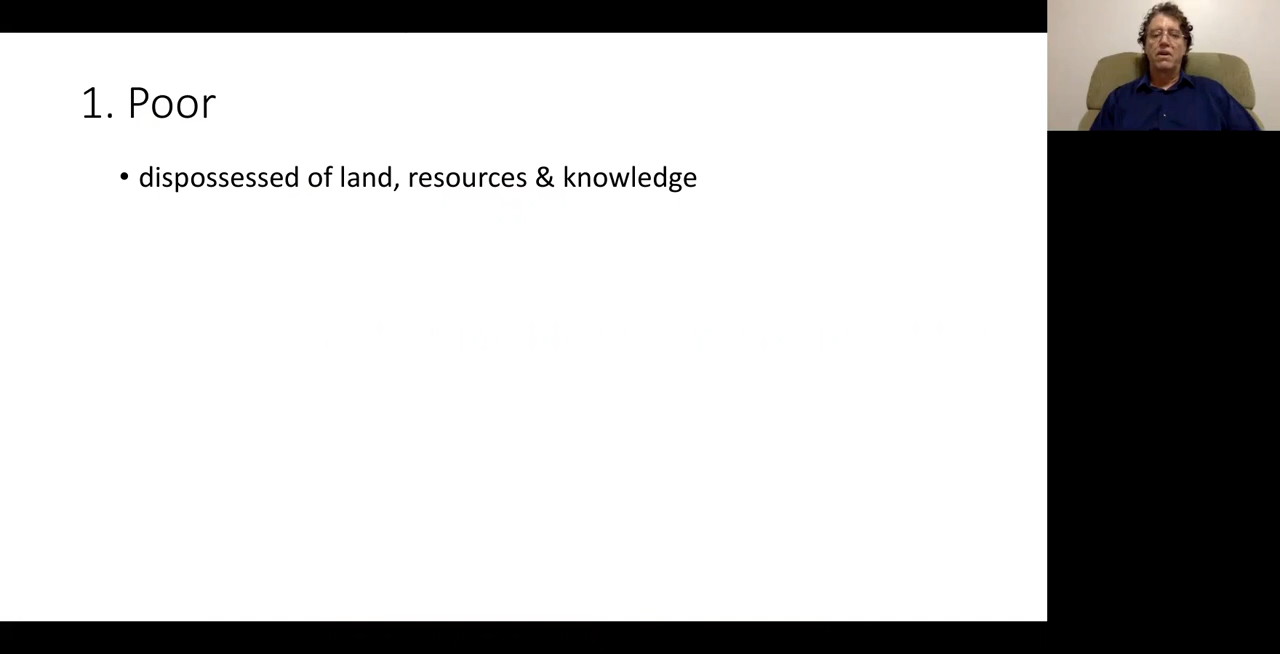 1. Poor
• dispossessed of land, resources & knowledge